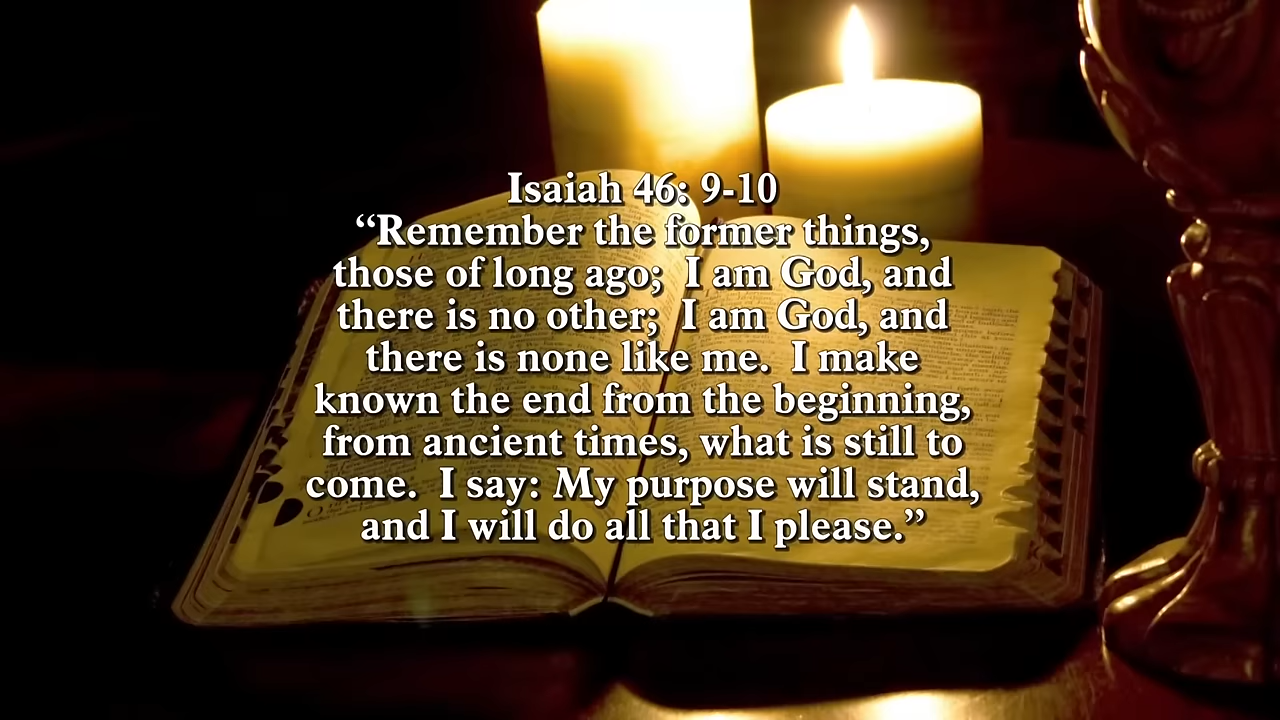 Isaiah 46: 9-10
“Remember the former things,
those of long ago;  I am God, and
there is no other;  I am God, and
there is none like me.  I make
known the end from the beginning,
from ancient times, what is still to
come.  I say: My purpose will stand,
and I will do all that I please.”